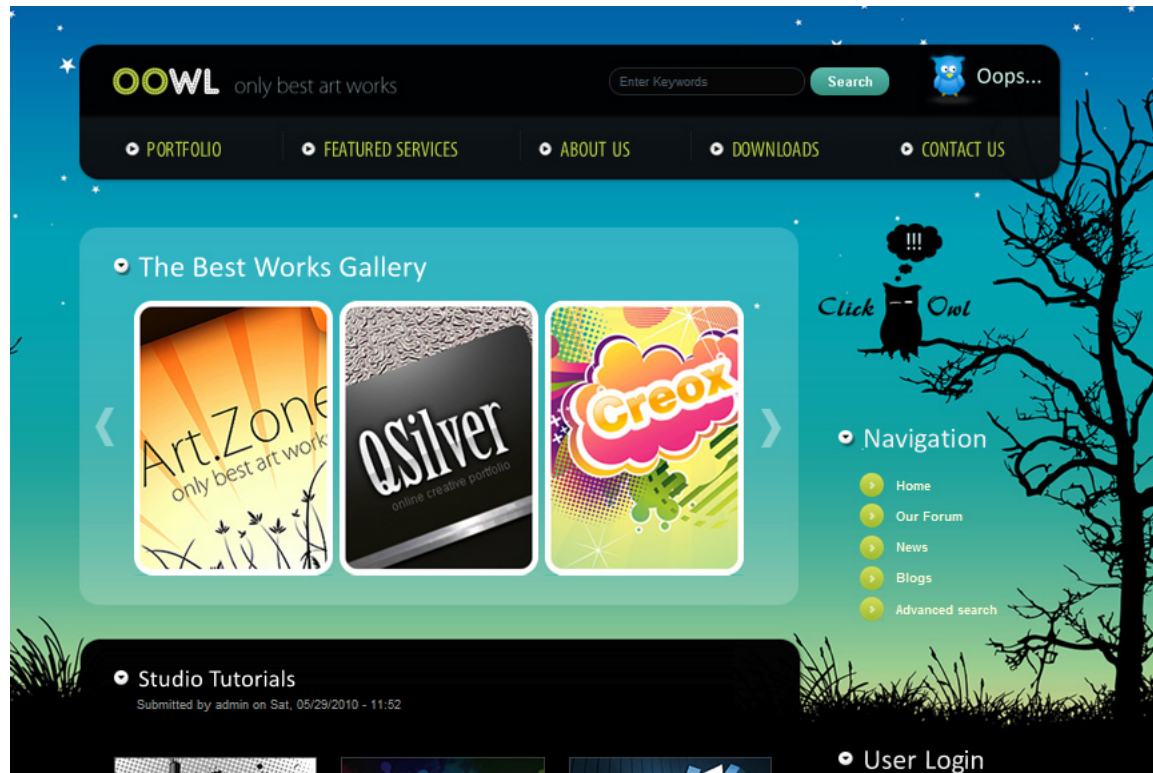 OOWL only best art works
Enter Keywords
Search
Oops...
PORTFOLIO
FEATURED SERVICES
ABOUT US
DOWNLOADS
CONTACT US
The Best Works Gallery
Art.Zone
only best art work
QSilver
online creative portfolio
Creox
!!!
Click Owl
Navigation
Home
Our Forum
News
Blogs
Advanced search
Studio Tutorials
Submitted by admin on Sat, 05/29/2010 - 11:52
User Login